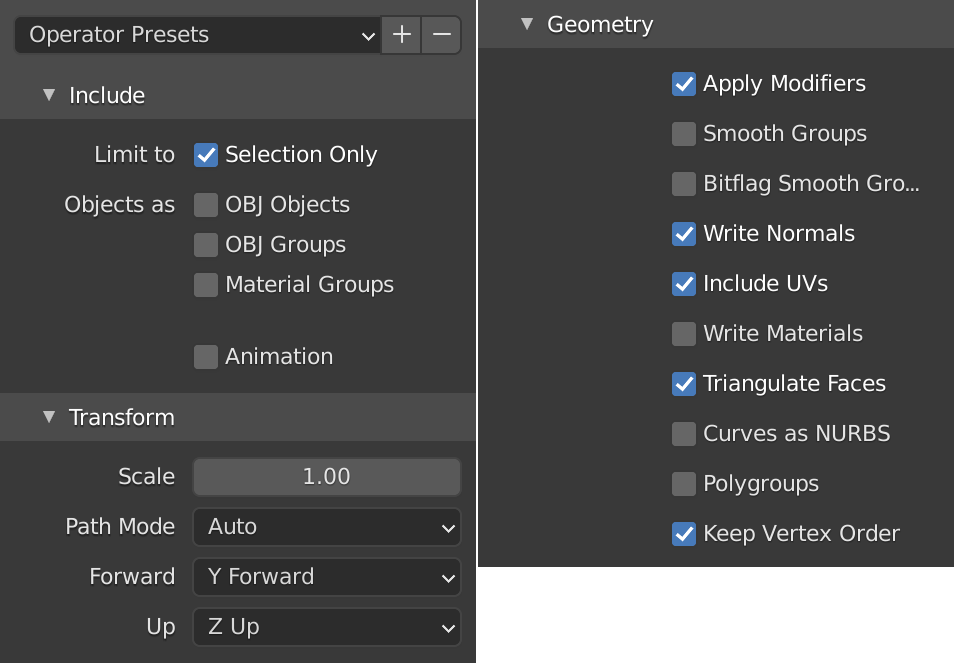 Operator Presets
Include
Limit to Selection Only
Objects as OBJ Objects
OBJ Groups
Material Groups
Animation
Transform
Scale 1.00
Path Mode Auto
Forward Y Forward
Up Z Up
Geometry
Apply Modifiers
Smooth Groups
Bitflag Smooth Gro...
Write Normals
Include UVs
Write Materials
Triangulate Faces
Curves as NURBS
Polygroups
Keep Vertex Order